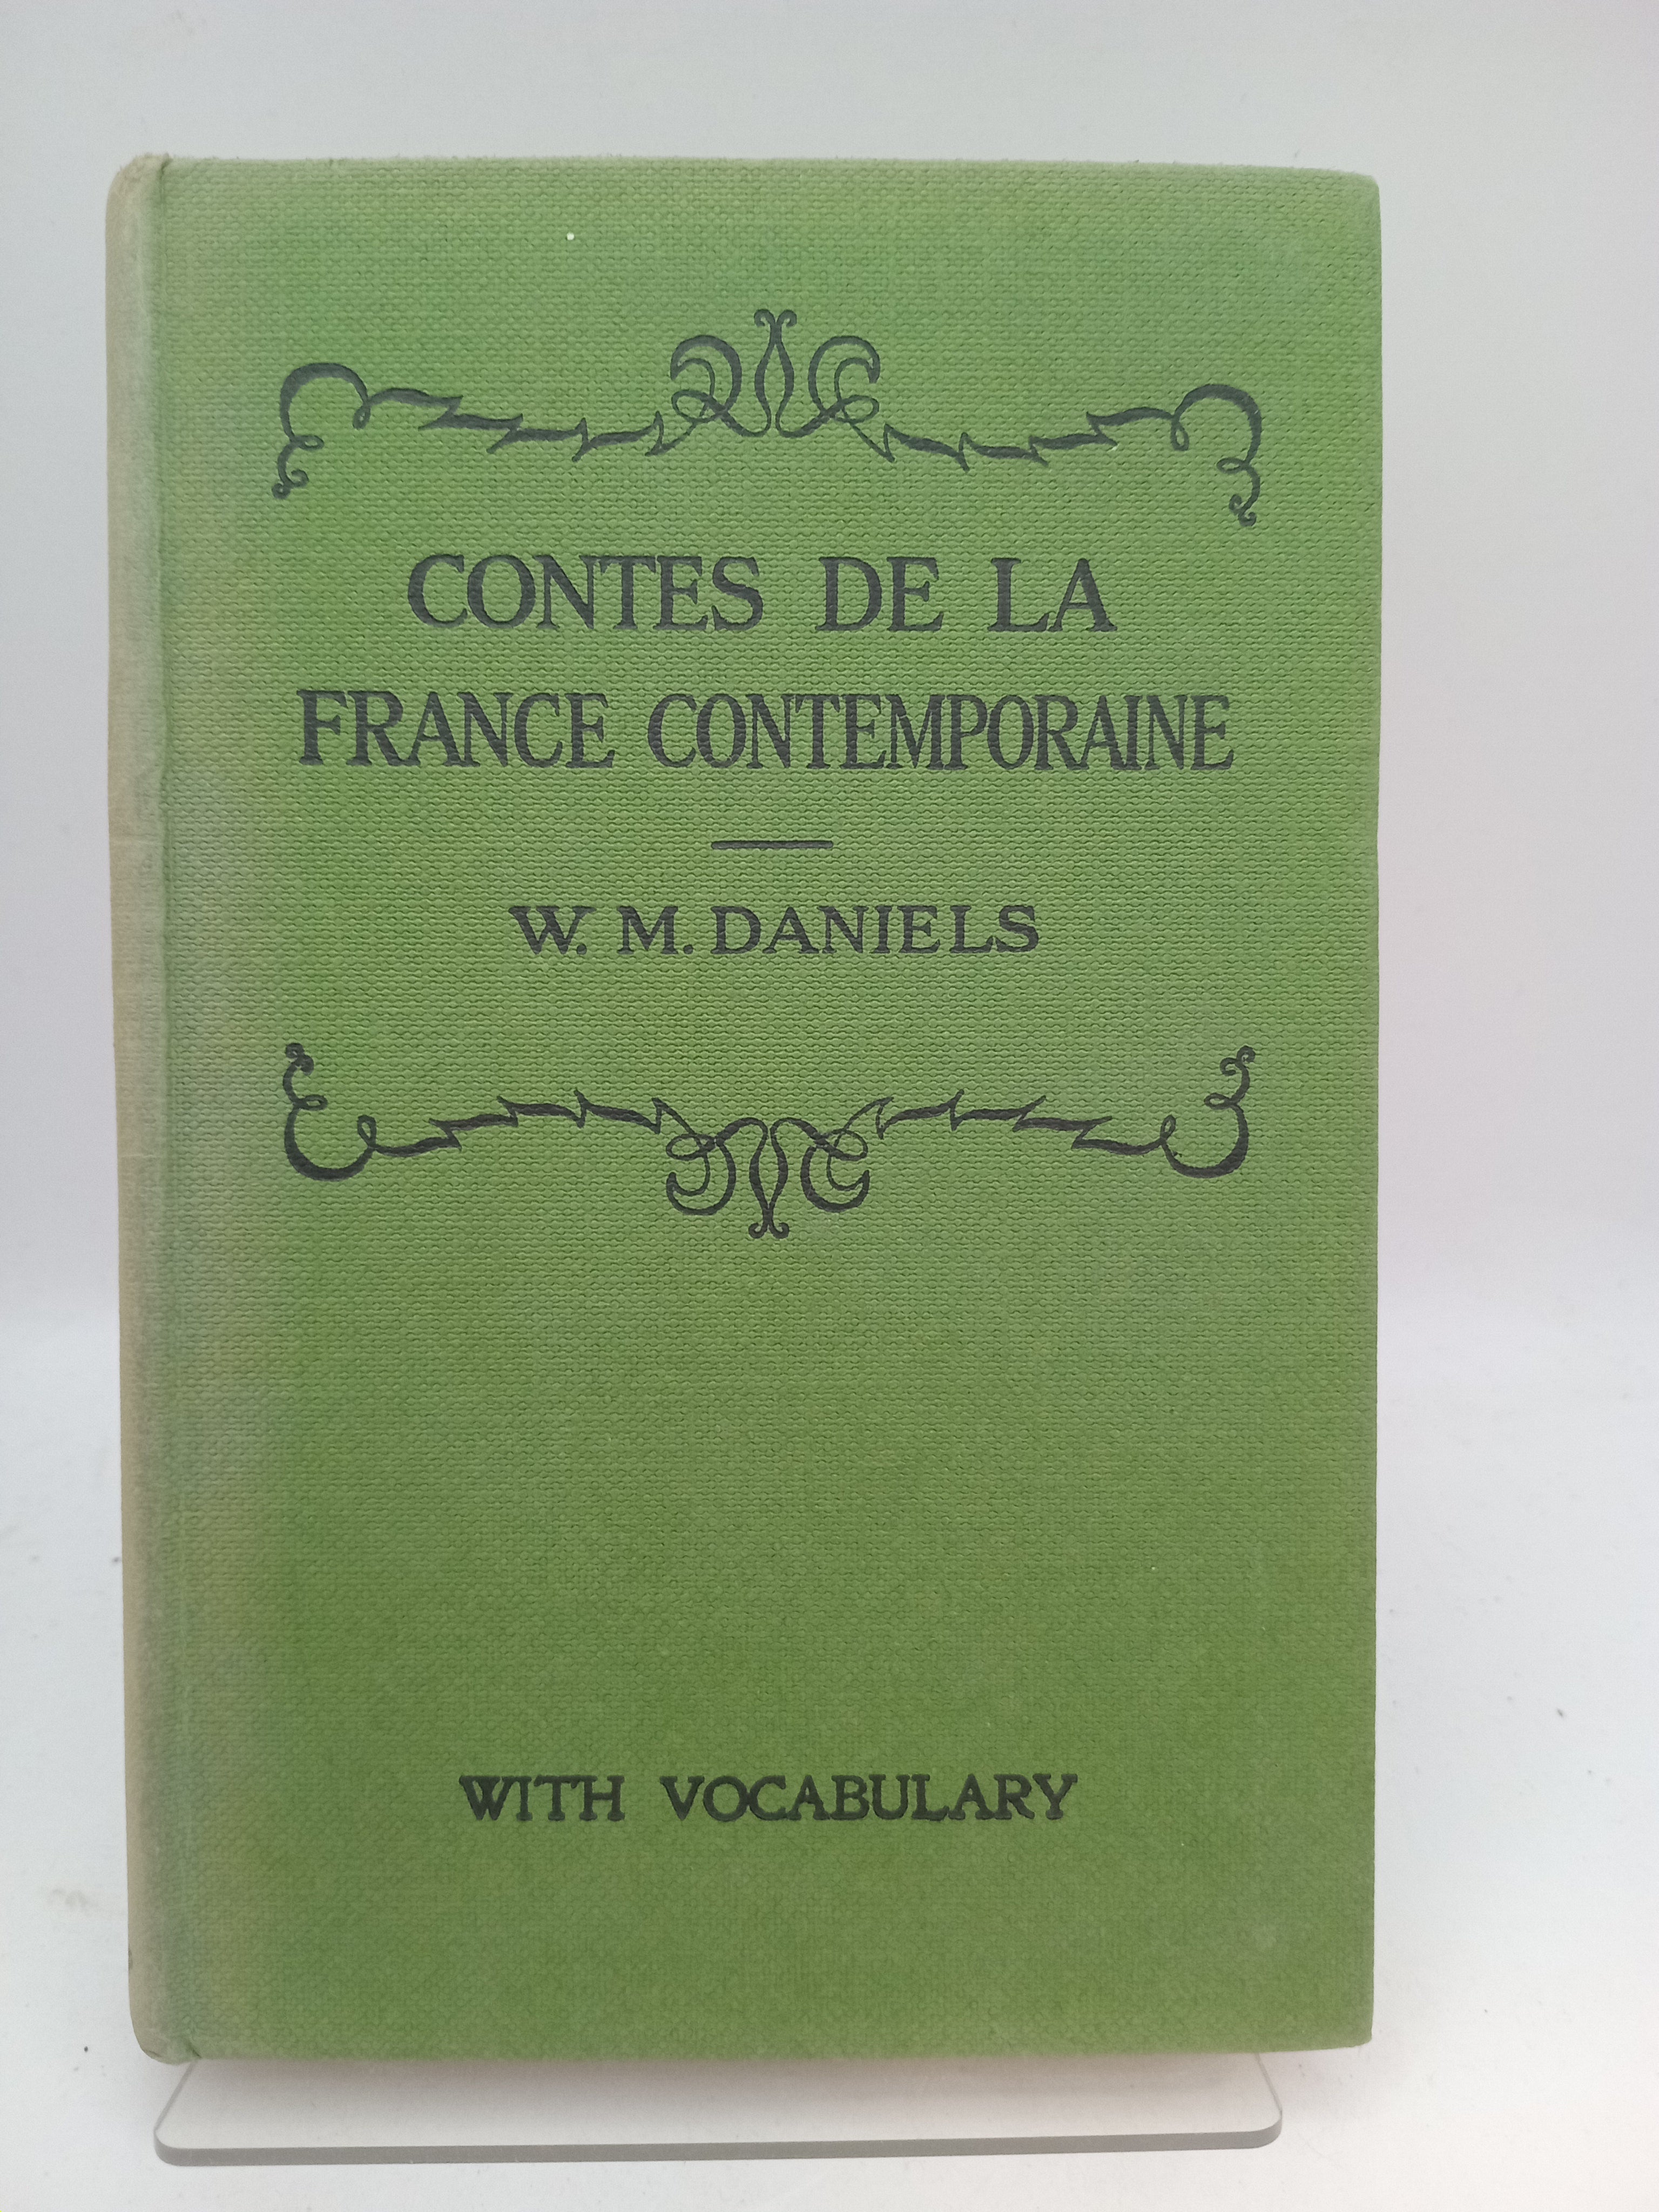 CONTES DE LA
FRANCE CONTEMPORAINE
W. M. DANIELS
WITH VOCABULARY